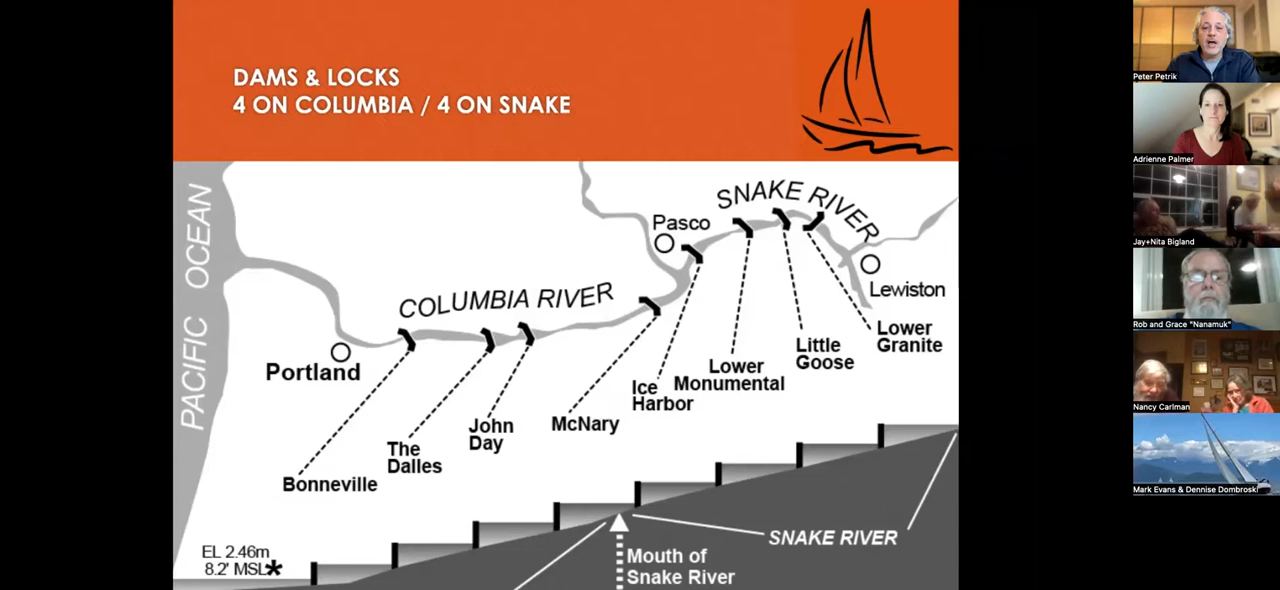 DAMS & LOCKS
4 ON COLUMBIA / 4 ON SNAKE
PACIFIC OCEAN
COLUMBIA RIVER
SNAKE RIVER
Pasco
Lewiston
Portland
Bonneville
The
Dalles
John
Day
McNary
Ice
Harbor
Lower
Monumental
Little
Goose
Lower
Granite
EL 2.46m
8.2' MSL*
Mouth of
Snake River
SNAKE RIVER
Peter Petrik
Adrienne Palmer
Jay+Nita Bigland
Rob and Grace "Nanamuk"
Nancy Carlman
Mark Evans & Dennise Dombroski